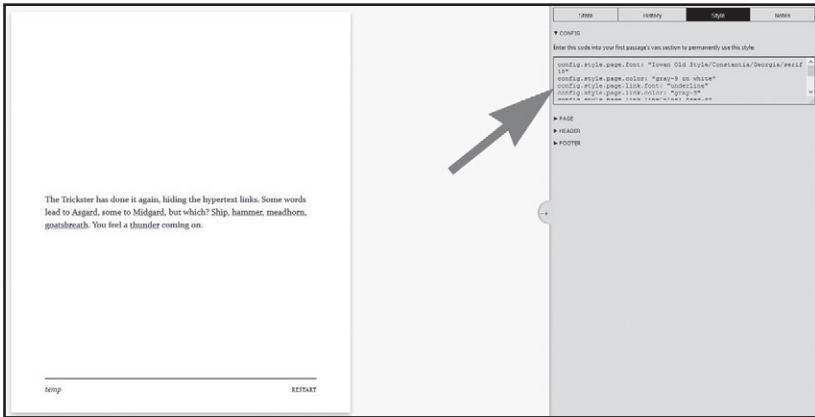 The Trickster has done it again, hiding the hypertext links. Some words
lead to Asgard, some to Midgard, but which? Ship, hammer, meadhorn,
goatsbreath. You feel a thunder coming on.
temp
RESTART
State
History
Style
Notes
▼ CONFIG
Enter this code into your first passage's vars section to permanently use this style:
config.style.page.font: "Iowan Old Style/Constantia/Georgia/serif
18"
config.style.page.color: "gray-9 on white"
config.style.page.link.font: "underline"
config.style.page.link.color: "gray-9"
► PAGE
► HEADER
► FOOTER